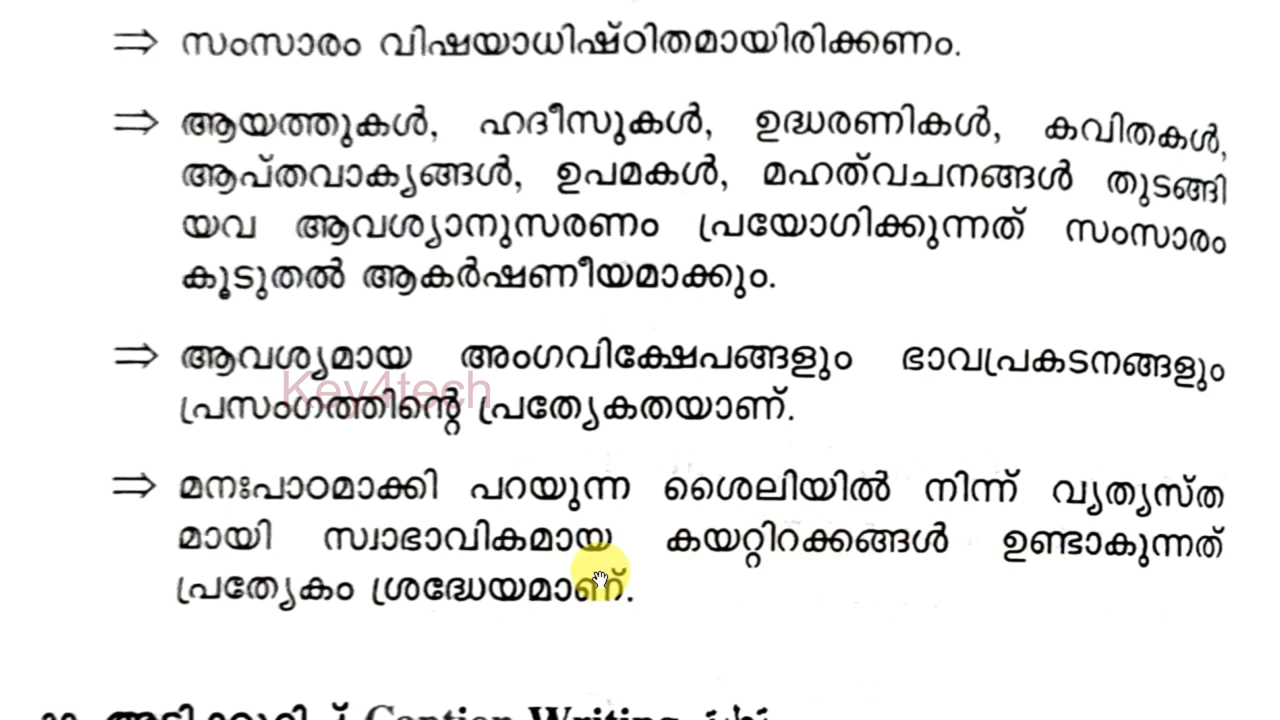 ⇒ സംസാരം വിഷയാധിഷ്ഠിതമായിരിക്കണം.
⇒ ആയത്തുകൾ, ഹദീസുകൾ, ഉദ്ധരണികൾ, കവിതകൾ,
ആപ്തവാക്യങ്ങൾ, ഉപമകൾ, മഹത്‌വചനങ്ങൾ തുടങ്ങി
യവ ആവശ്യാനുസരണം പ്രയോഗിക്കുന്നത് സംസാരം
കൂടുതൽ ആകർഷണീയമാക്കും.
⇒ ആവശ്യമായ അംഗവിക്ഷേപങ്ങളും ഭാവപ്രകടനങ്ങളും
Key4tech
പ്രസംഗത്തിന്റെ പ്രത്യേകതയാണ്.
⇒ മനഃപാഠമാക്കി പറയുന്ന ശൈലിയിൽ നിന്ന് വ്യത്യസ്ത
മായി സ്വാഭാവികമായ കയറ്റിറക്കങ്ങൾ ഉണ്ടാകുന്നത്
പ്രത്യേകം ശ്രദ്ധേയമാണ്.
Caption Writing